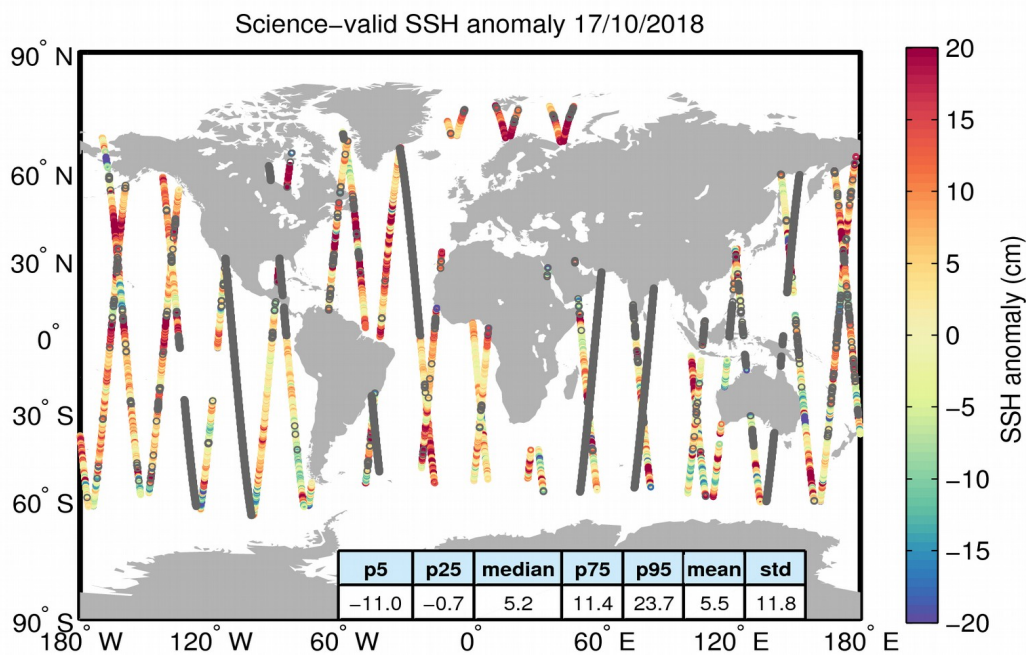 Science−valid SSH anomaly 17/10/2018
90° N
60° N
30° N
0°
30° S
60° S
90° S
180° W
120° W
60° W
0°
60° E
120° E
180° E
p5 p25 median p75 p95 mean std
−11.0 −0.7 5.2 11.4 23.7 5.5 11.8
20
15
10
5
0
−5
−10
−15
−20
SSH anomaly (cm)